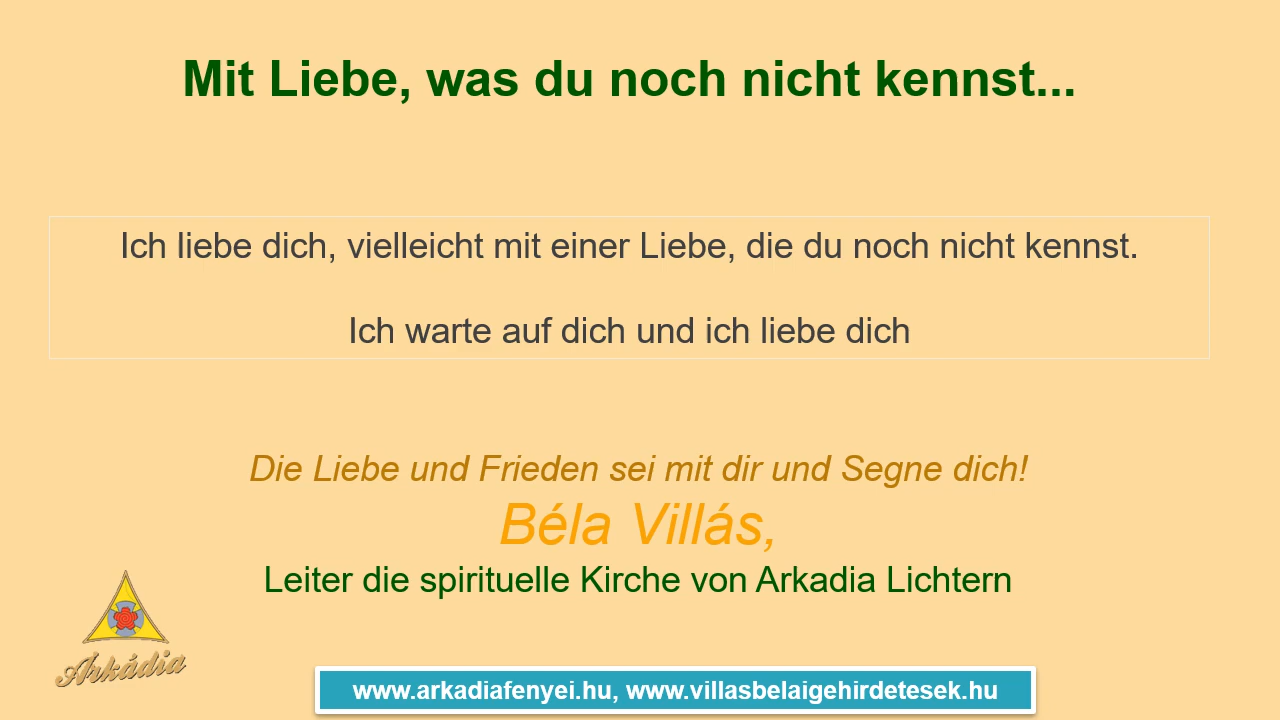 Mit Liebe, was du noch nicht kennst...
Ich liebe dich, vielleicht mit einer Liebe, die du noch nicht kennst.
Ich warte auf dich und ich liebe dich
Die Liebe und Frieden sei mit dir und Segne dich!
Béla Villás,
Leiter die spirituelle Kirche von Arkadia Lichtern
Árkádia
www.arkadiafenyei.hu, www.villasbelaigehirdetesek.hu